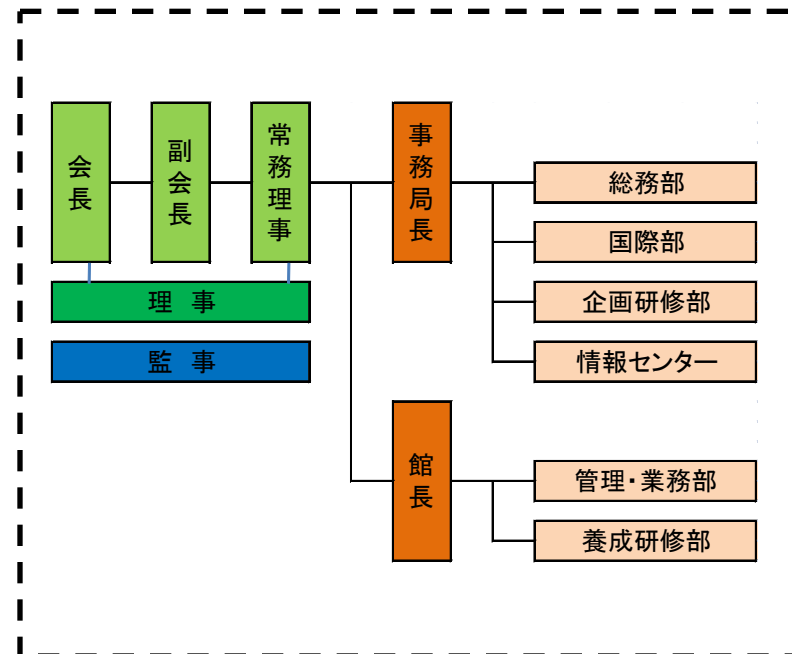 会長
副会長
常務理事
理 事
監 事
事務局長
総務部
国際部
企画研修部
情報センター
館長
管理・業務部
養成研修部